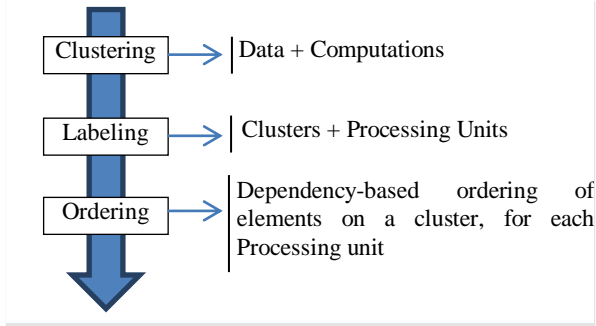 Clustering
Data + Computations
Labeling
Clusters + Processing Units
Ordering
Dependency-based ordering of
elements on a cluster, for each
Processing unit